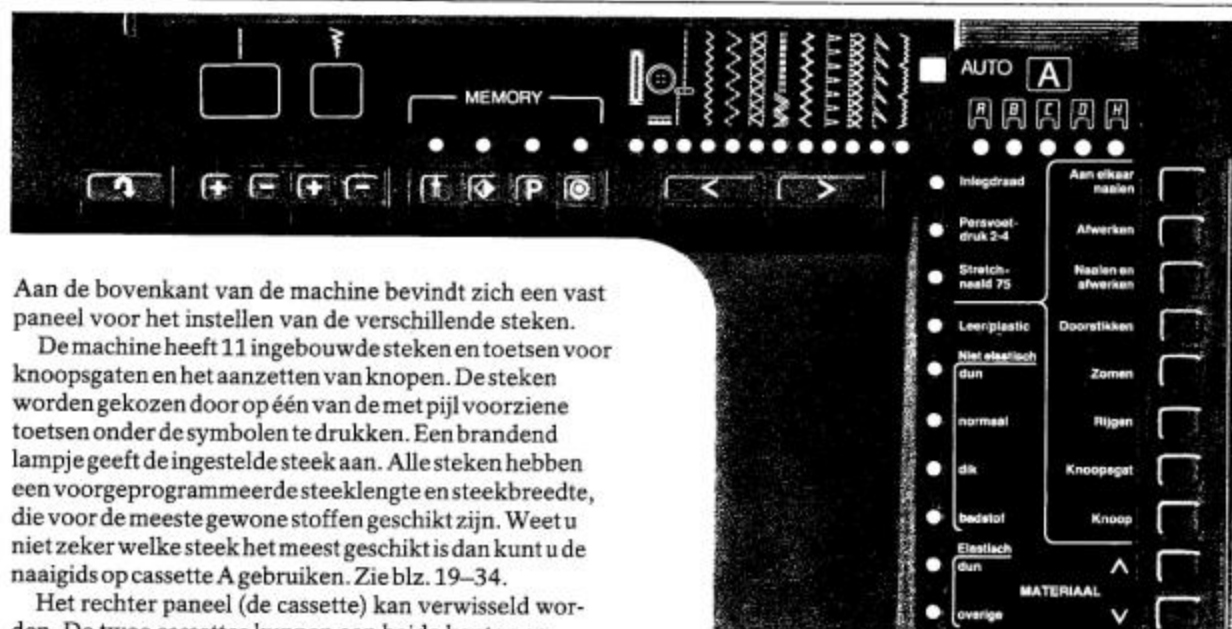 MEMORY
P
AUTO A
A B C D H
Inlegdraad
Aan elkaar
naaien
Persvoet-
druk 2-4
Afwerken
Stretch-
naald 75
Naaien en
afwerken
Leer/plastic
Doorstikken
Niet elastisch
dun
Zomen
normaal
Rijgen
dik
Knoopsgat
badstof
Knoop
Elastisch
dun
MATERIAAL
overige
Aan de bovenkant van de machine bevindt zich een vast
paneel voor het instellen van de verschillende steken.
De machine heeft 11 ingebouwde steken en toetsen voor
knoopsgaten en het aanzetten van knopen. De steken
worden gekozen door op één van de met pijl voorziene
toetsen onder de symbolen te drukken. Een brandend
lampje geeft de ingestelde steek aan. Alle steken hebben
een voorgeprogrammeerde steeklengte en steekbreedte,
die voor de meeste gewone stoffen geschikt zijn. Weet u
niet zeker welke steek het meest geschikt is dan kunt u de
naaigids op cassette A gebruiken. Zie blz. 19–34.
Het rechter paneel (de cassette) kan verwisseld wor-